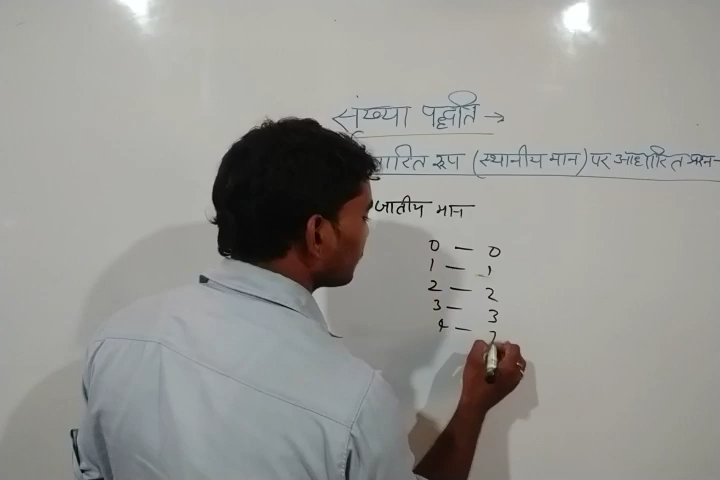 संख्या पद्धति →
पारित रूप (स्थानीय मान) पर आधारित प्रश्न-
जातीय मान
0 — 0
1 — 1
2 — 2
3 — 3
4 —